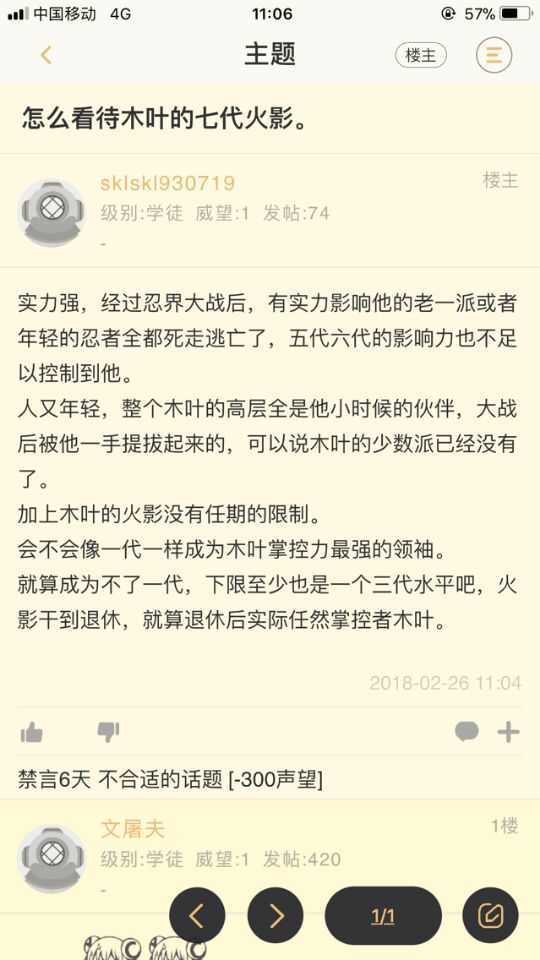 中国移动 4G 11:06 57%
主题
楼主
怎么看待木叶的七代火影。
sklskl930719 楼主
级别:学徒 威望:1 发帖:74
-
实力强，经过忍界大战后，有实力影响他的老一派或者
年轻的忍者全都死走逃亡了，五代六代的影响力也不足
以控制到他。
人又年轻，整个木叶的高层全是他小时候的伙伴，大战
后被他一手提拔起来的，可以说木叶的少数派已经没有
了。
加上木叶的火影没有任期的限制。
会不会像一代一样成为木叶掌控力最强的领袖。
就算成为不了一代，下限至少也是一个三代水平吧，火
影干到退休，就算退休后实际任然掌控者木叶。
2018-02-26 11:04
禁言6天 不合适的话题 [-300声望]
文屠夫 1楼
级别:学徒 威望:1 发帖:420
-
1/1